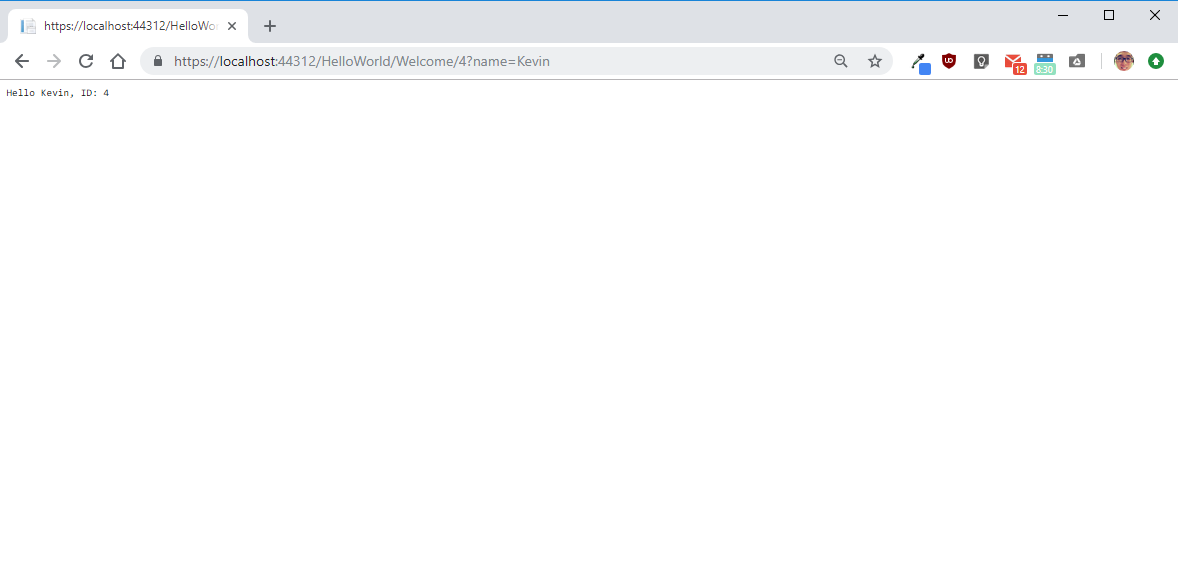 https://localhost:44312/HelloWor
https://localhost:44312/HelloWorld/Welcome/4?name=Kevin
12
8:30
Hello Kevin, ID: 4